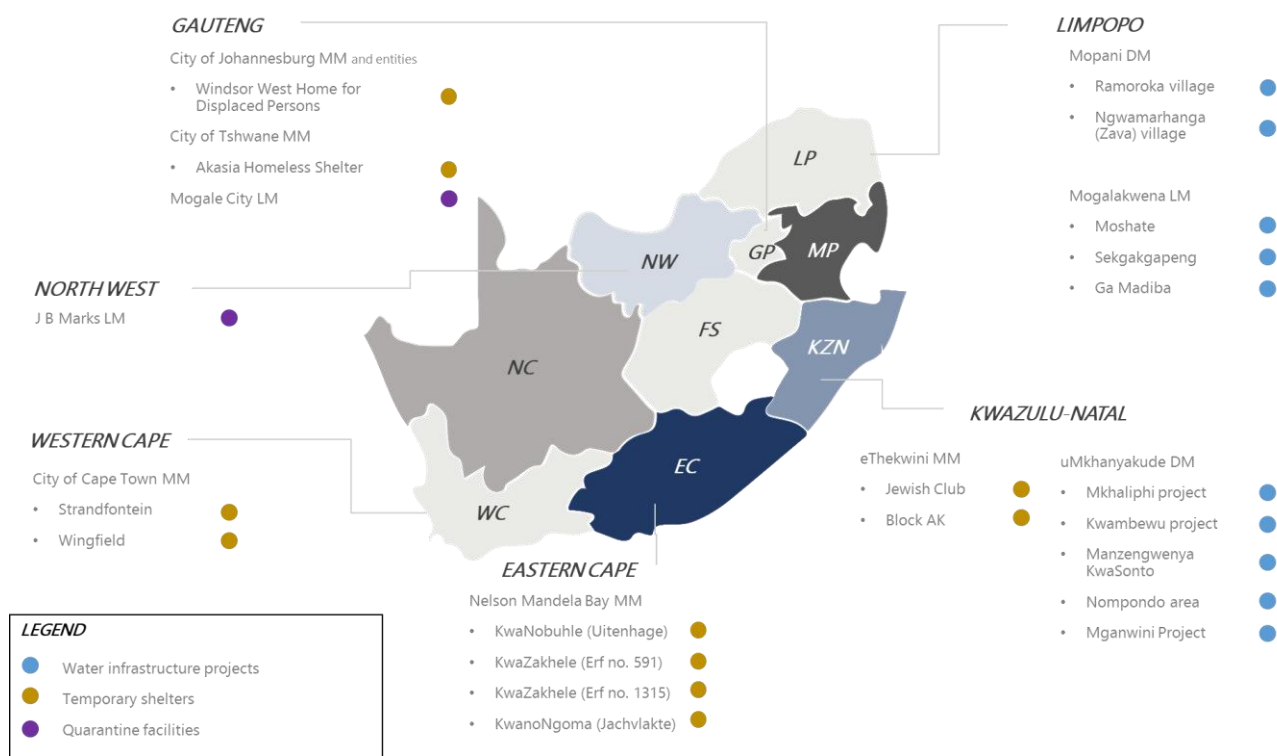 GAUTENG
City of Johannesburg MM and entities
• Windsor West Home for
Displaced Persons
City of Tshwane MM
• Akasia Homeless Shelter
Mogale City LM
LIMPOPO
Mopani DM
• Ramoroka village
• Ngwamarhanga
(Zava) village
Mogalakwena LM
• Moshate
• Sekgakgapeng
• Ga Madiba
NORTH WEST
J B Marks LM
LP
GP
MP
NW
FS
KZN
NC
EC
WC
WESTERN CAPE
City of Cape Town MM
• Strandfontein
• Wingfield
KWAZULU-NATAL
eThekwini MM
• Jewish Club
• Block AK
uMkhanyakude DM
• Mkhaliphi project
• Kwambewu project
• Manzengwenya
KwaSonto
• Nompondo area
• Mganwini Project
EASTERN CAPE
Nelson Mandela Bay MM
• KwaNobuhle (Uitenhage)
• KwaZakhele (Erf no. 591)
• KwaZakhele (Erf no. 1315)
• KwanoNgoma (Jachvlakte)
LEGEND
Water infrastructure projects
Temporary shelters
Quarantine facilities